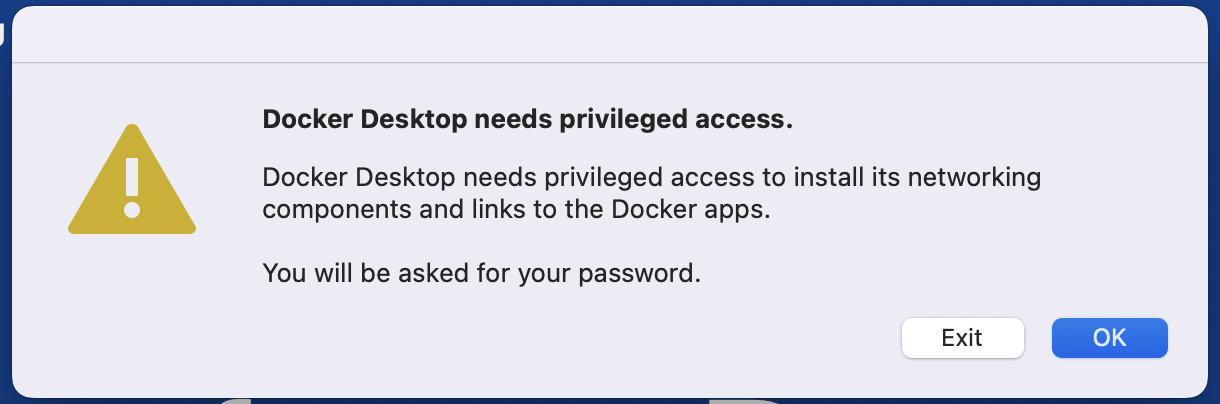 Docker Desktop needs privileged access.
Docker Desktop needs privileged access to install its networking
components and links to the Docker apps.
You will be asked for your password.
Exit
OK